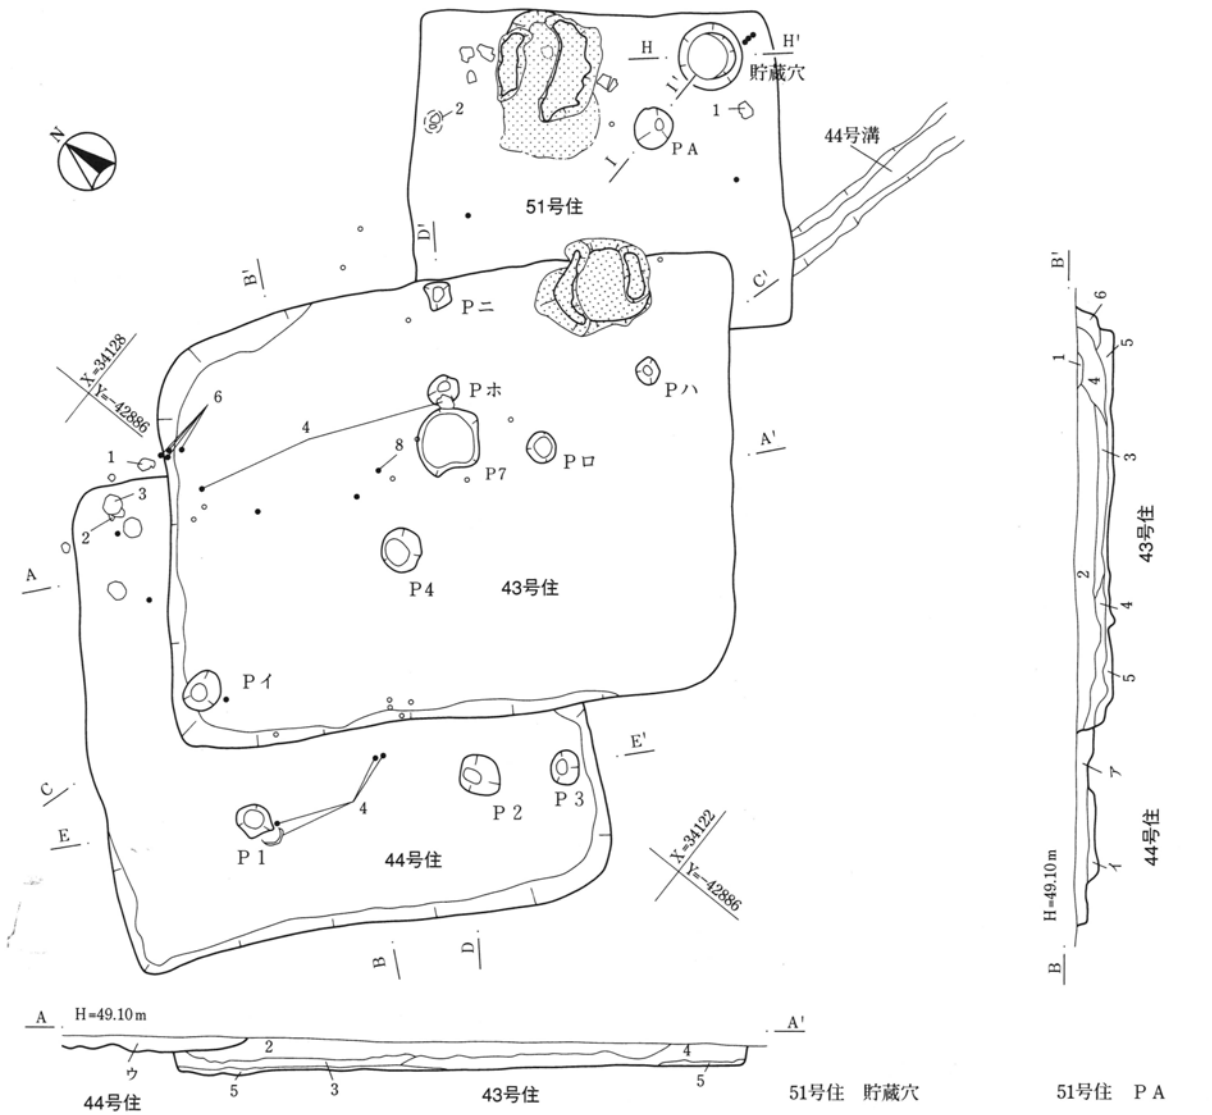 H
H'
貯蔵穴
I'
1
2
PA
44号溝
I
N
51号住
D'
B'
C'
B'
Pニ
6
X=34128
Y=-42886
1
5
4
Pホ
Pハ
6
4
8
A'
1
Pロ
P7
3
3
2
43号住
A
P4
43号住
2
4
Pイ
5
E'
C
ア
P3
4
P2
E
X=34122
44号住
P1
44号住
Y=-42886
イ
H=49.10m
B
D
B
A
H=49.10m
A'
2
4
ウ
5
3
5
44号住
43号住
51号住 貯蔵穴
51号住 PA